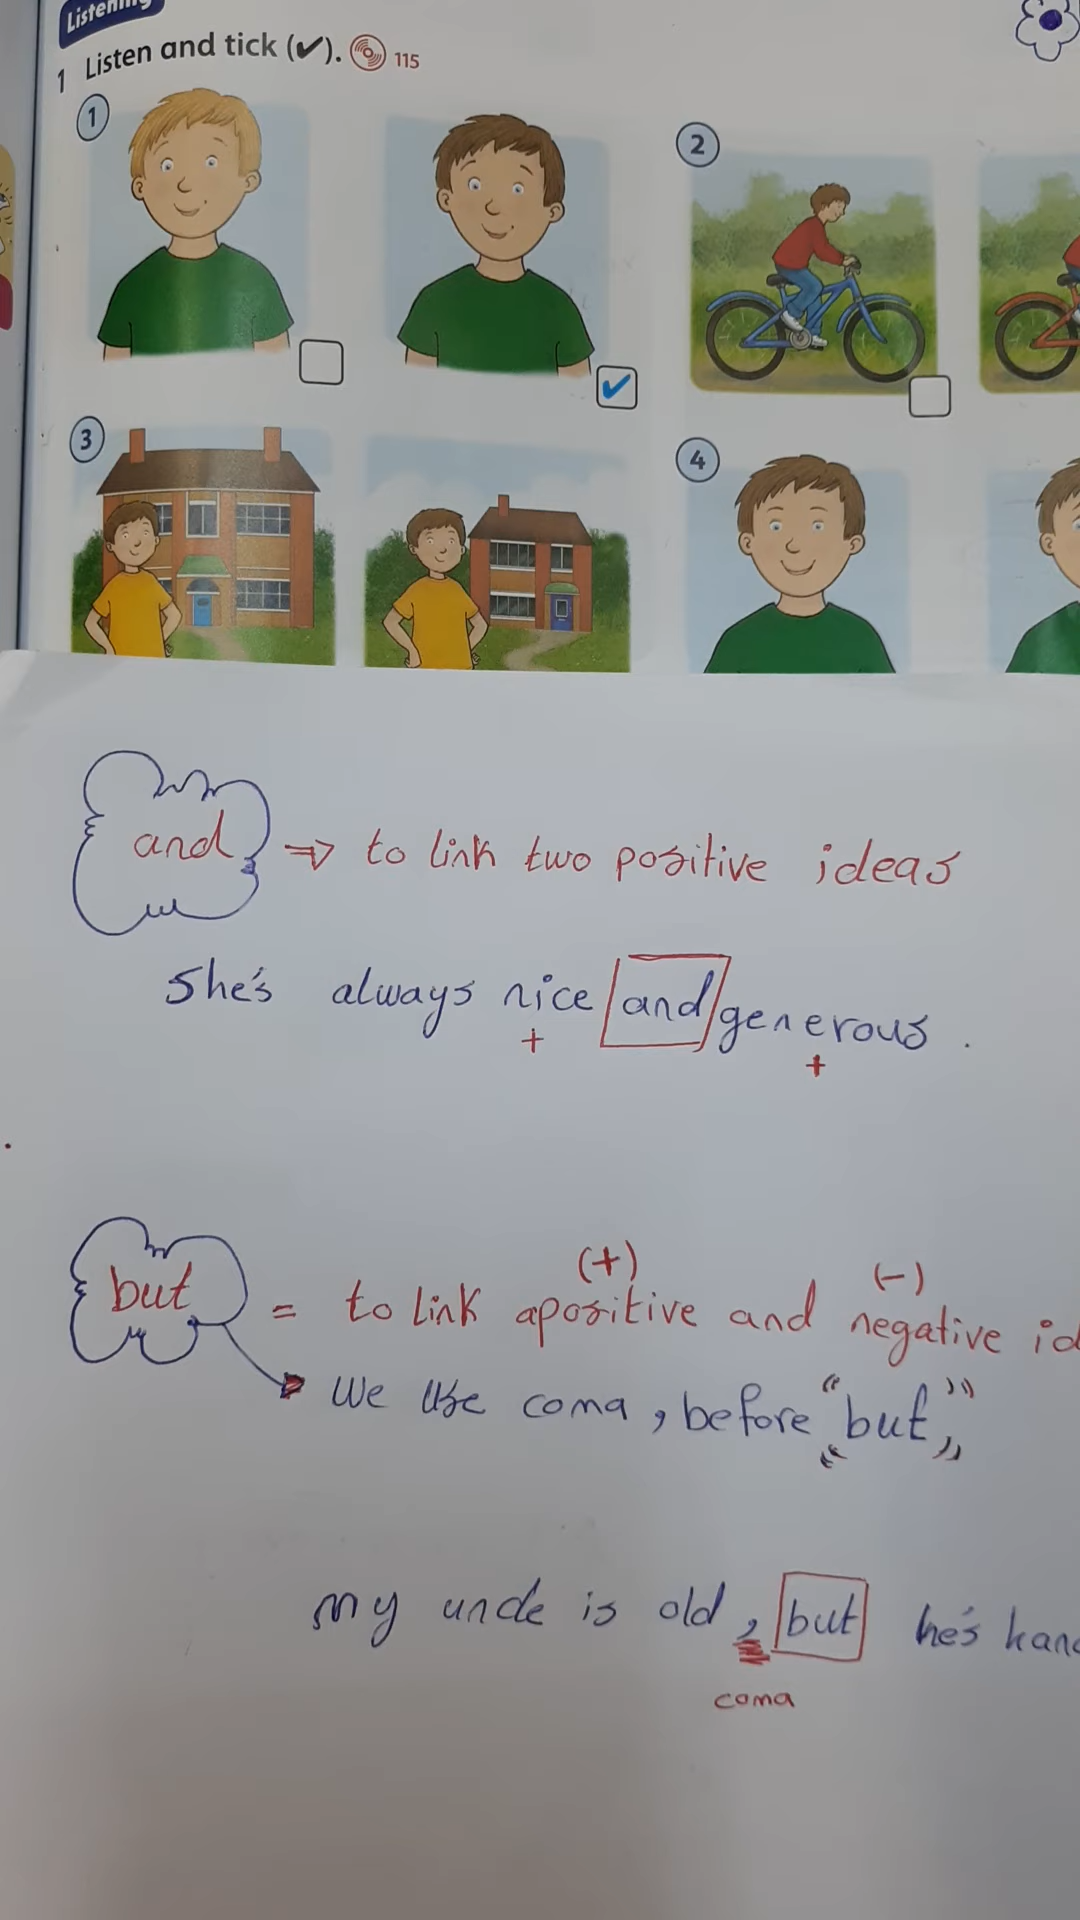 Listening
1 Listen and tick (✔). 115
1
2
3
4
and ⇒ to link two positive ideas
She's always nice and generous .
+
+
(+) (-)
but = to link apositive and negative id
We use coma , before "but"
my uncle is old , but he's hand
coma